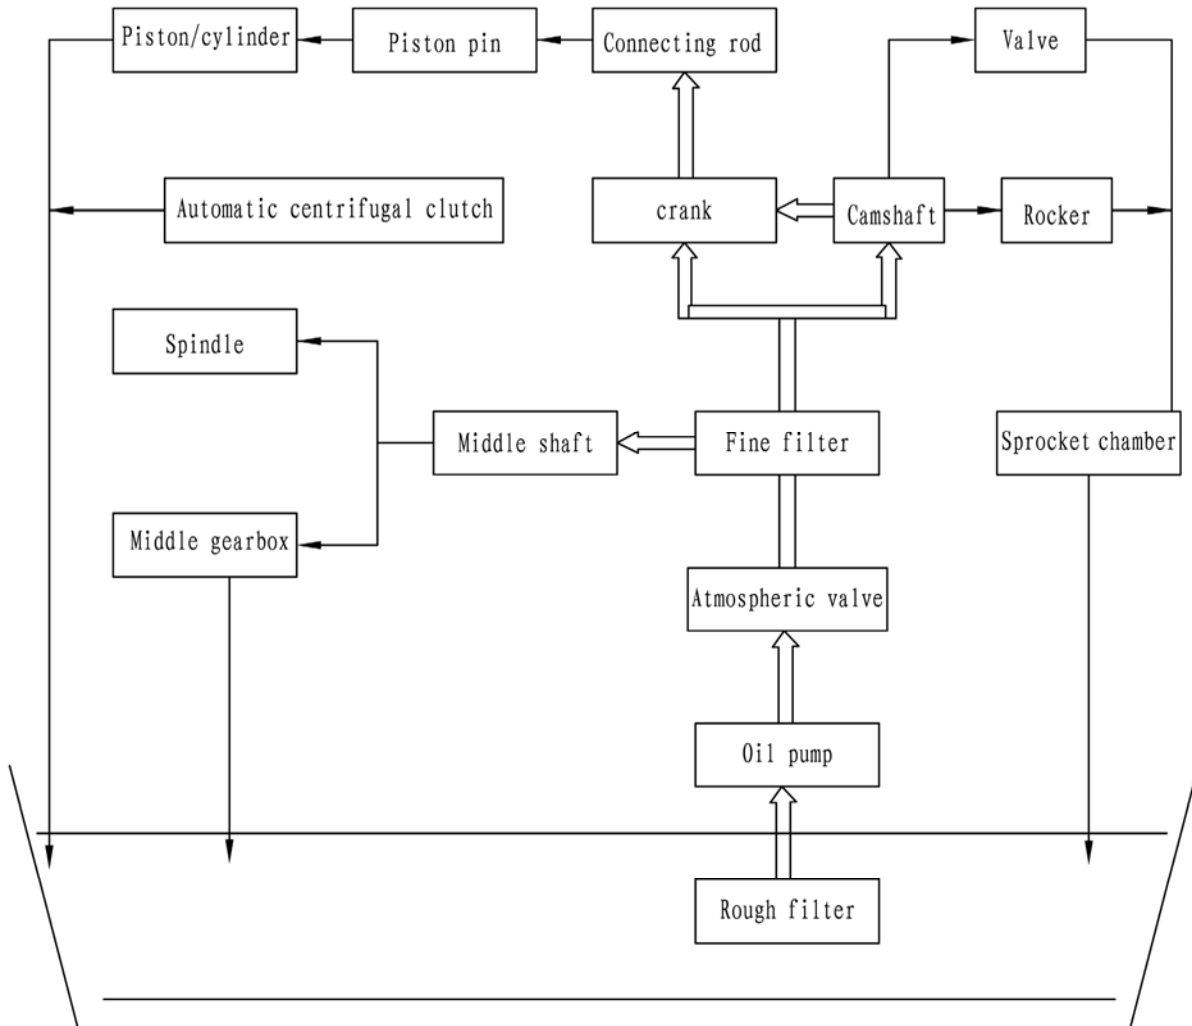 Piston/cylinder
Piston pin
Connecting rod
Valve
Automatic centrifugal clutch
crank
Camshaft
Rocker
Spindle
Middle shaft
Fine filter
Sprocket chamber
Middle gearbox
Atmospheric valve
Oil pump
Rough filter